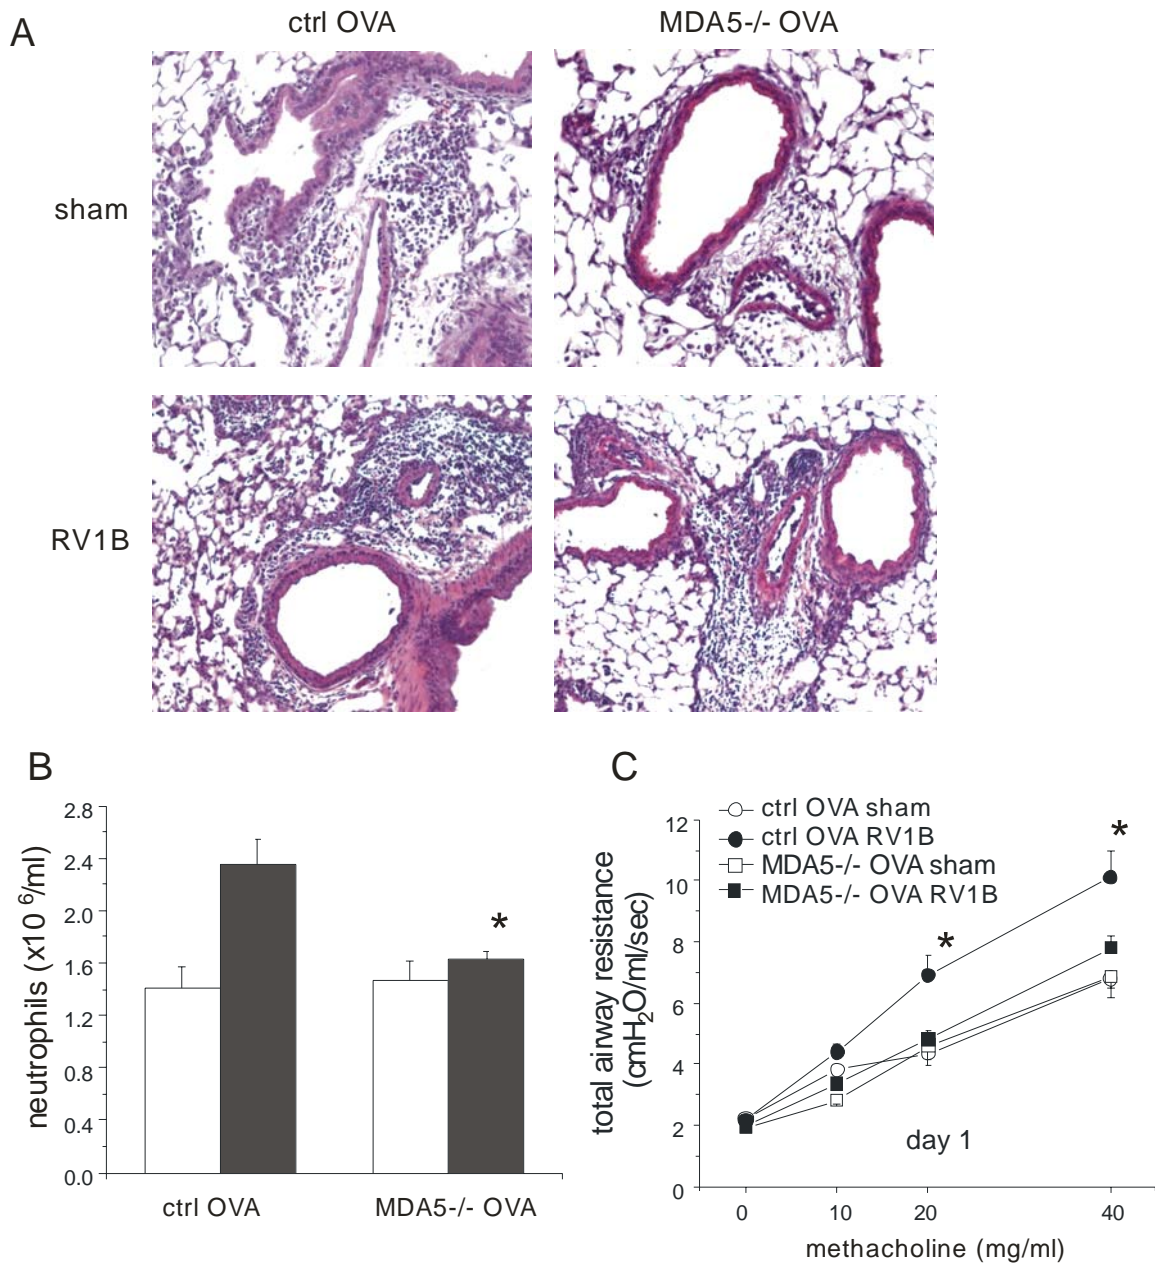 A
ctrl OVA
MDA5-/- OVA
sham
RV1B
B
2.8
2.4
2.0
1.6
1.2
0.8
0.4
0.0
neutrophils (x10 6/ml)
*
ctrl OVA
MDA5-/- OVA
C
ctrl OVA sham
ctrl OVA RV1B
MDA5-/- OVA sham
MDA5-/- OVA RV1B
12
10
8
6
4
2
0
total airway resistance
(cmH2O/ml/sec)
*
*
day 1
0
10
20
40
methacholine (mg/ml)